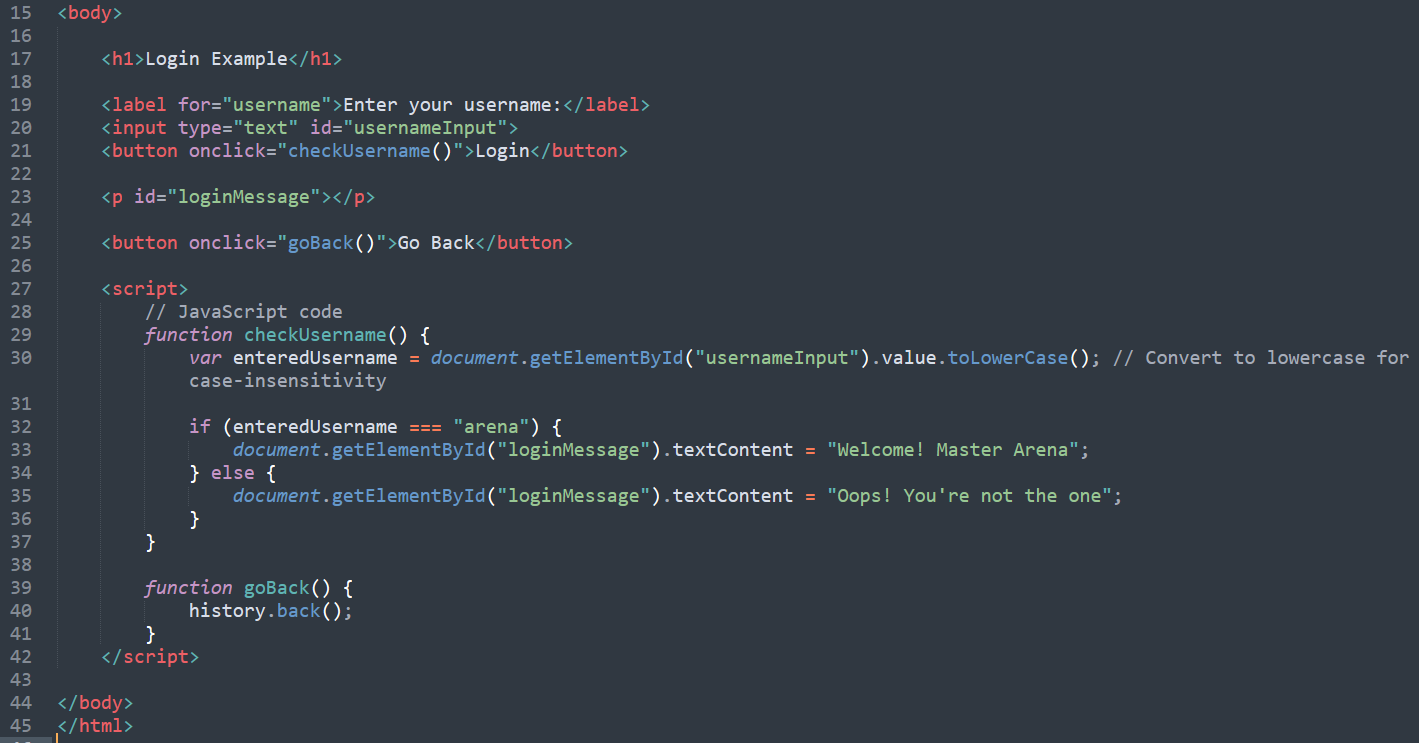 15 <body>
16
17     <h1>Login Example</h1>
18
19     <label for="username">Enter your username:</label>
20     <input type="text" id="usernameInput">
21     <button onclick="checkUsername()">Login</button>
22
23     <p id="loginMessage"></p>
24
25     <button onclick="goBack()">Go Back</button>
26
27     <script>
28         // JavaScript code
29         function checkUsername() {
30             var enteredUsername = document.getElementById("usernameInput").value.toLowerCase(); // Convert to lowercase for
            case-insensitivity
31
32             if (enteredUsername === "arena") {
33                 document.getElementById("loginMessage").textContent = "Welcome! Master Arena";
34             } else {
35                 document.getElementById("loginMessage").textContent = "Oops! You're not the one";
36             }
37         }
38
39         function goBack() {
40             history.back();
41         }
42     </script>
43
44 </body>
45 </html>